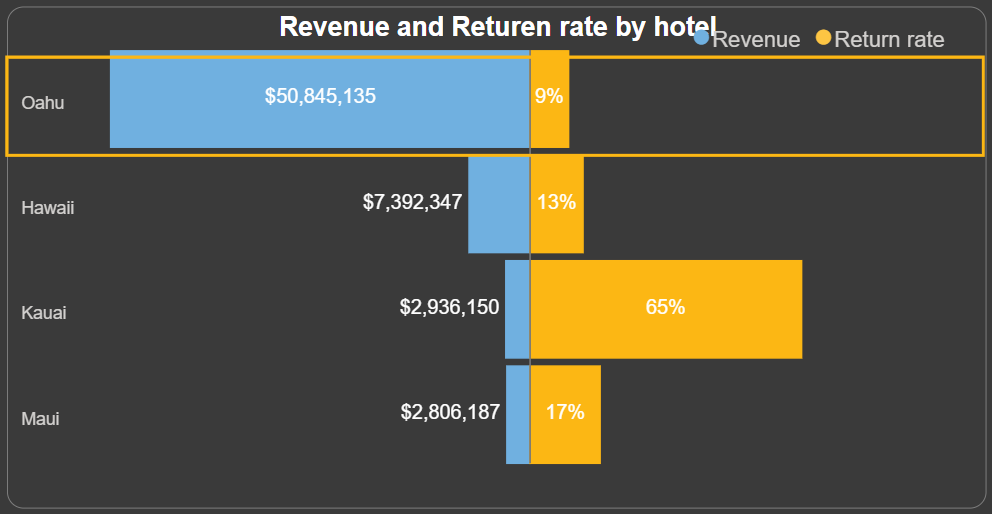 Revenue and Returen rate by hotel
Revenue Return rate
Oahu $50,845,135 9%
Hawaii $7,392,347 13%
Kauai $2,936,150 65%
Maui $2,806,187 17%